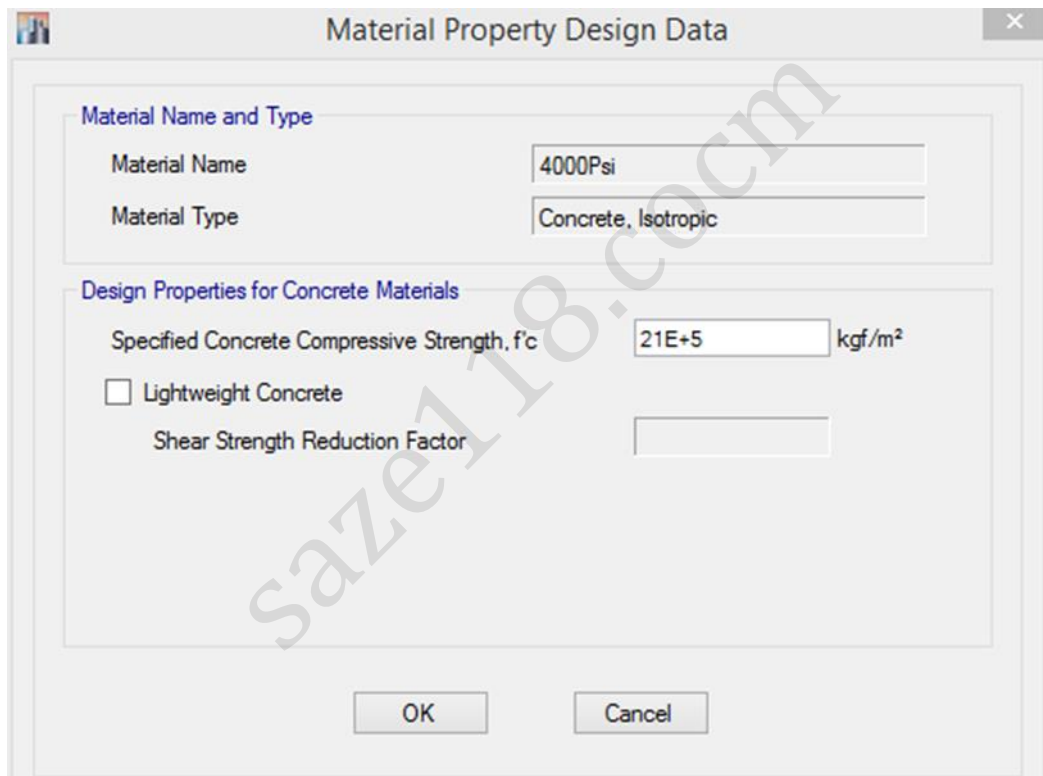 Material Property Design Data
Material Name and Type
Material Name 4000Psi
Material Type Concrete, Isotropic
Design Properties for Concrete Materials
Specified Concrete Compressive Strength, f'c 21E+5 kgf/m²
Lightweight Concrete
Shear Strength Reduction Factor
OK Cancel
saze118.cocm